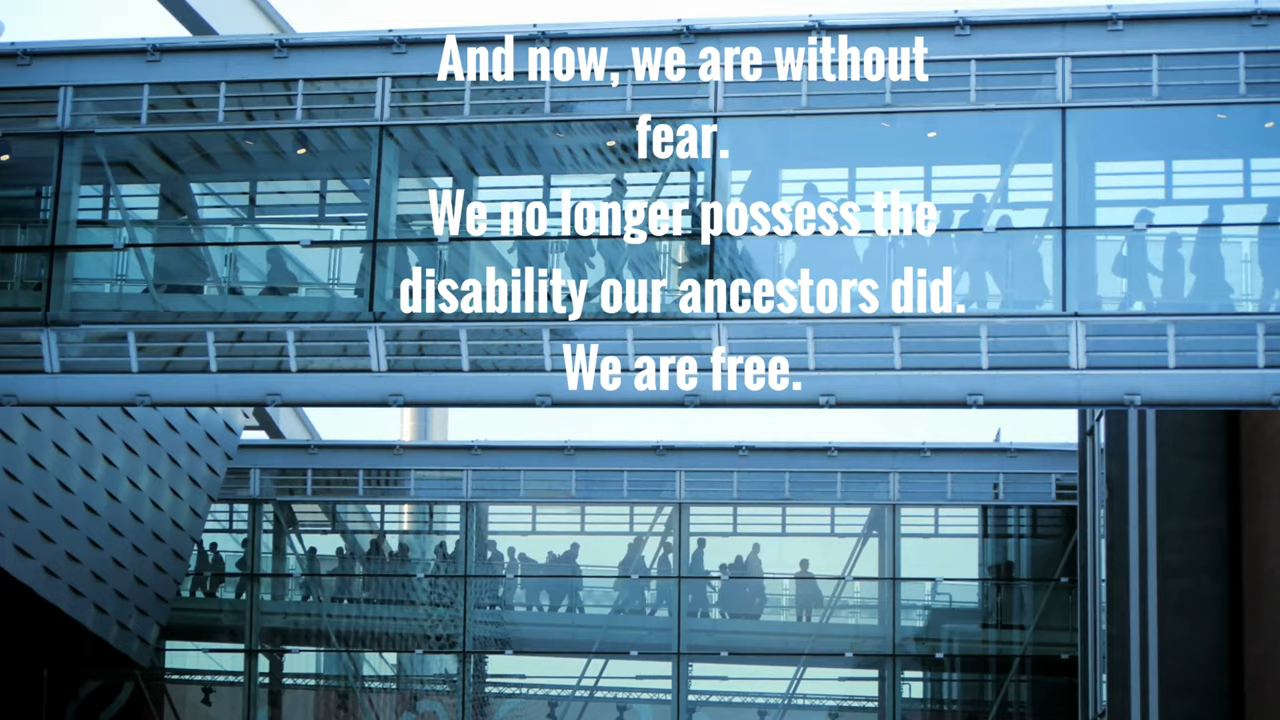 And now, we are without
fear.
We no longer possess the
disability our ancestors did.
We are free.